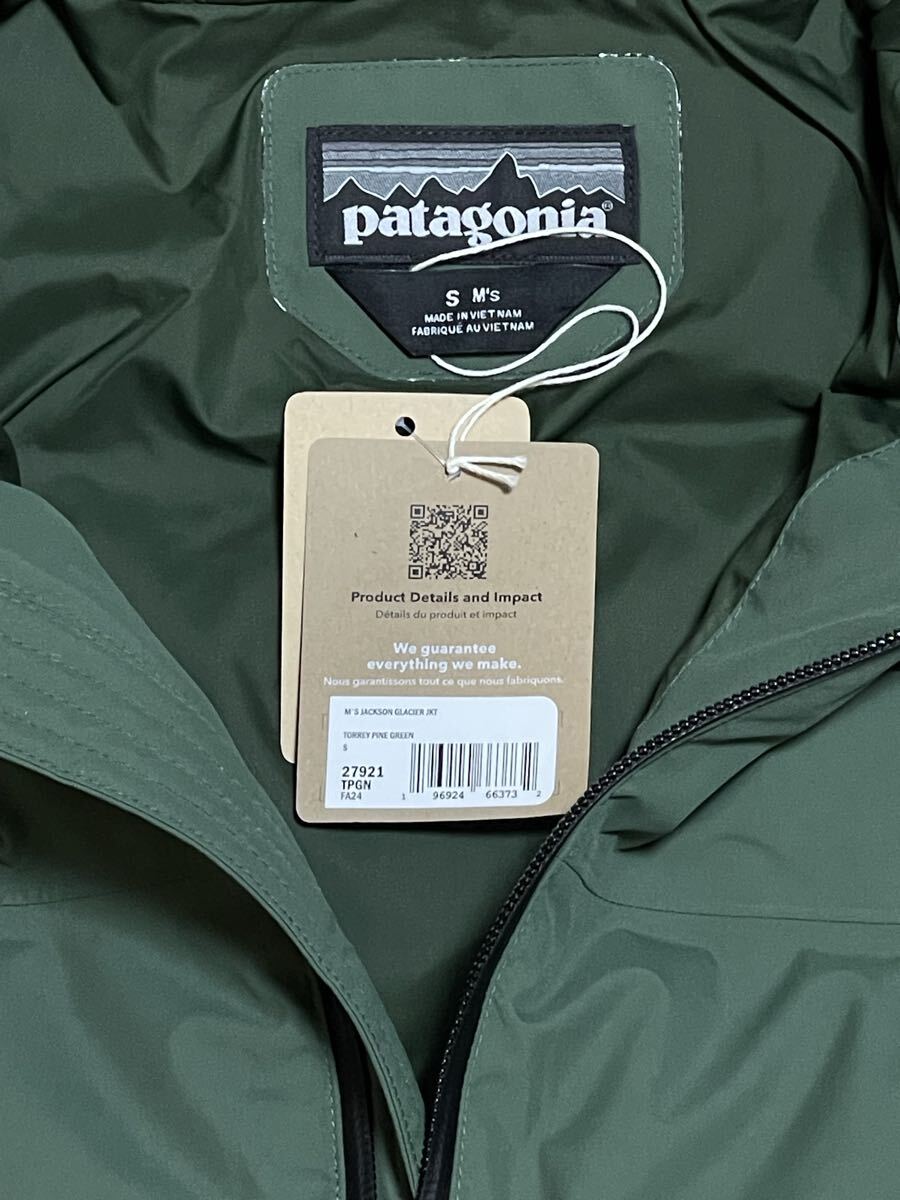 patagonia®
S M's
MADE IN VIETNAM
FABRIQUÉ AU VIETNAM
Product Details and Impact
Détails du produit et impact
We guarantee
everything we make.
Nous garantissons tout ce que nous fabriquons.
M'S JACKSON GLACIER JKT
TORREY PINE GREEN
S
27921
TPGN
FA24
1 96924 66373 2